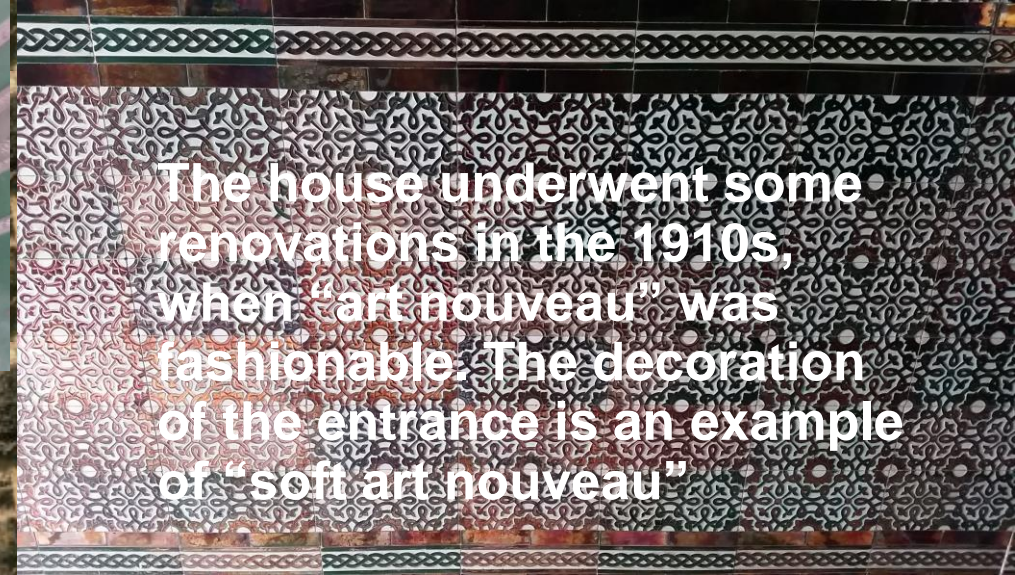 The house underwent some
renovations in the 1910s,
when “art nouveau” was
fashionable. The decoration
of the entrance is an example
of “soft art nouveau”